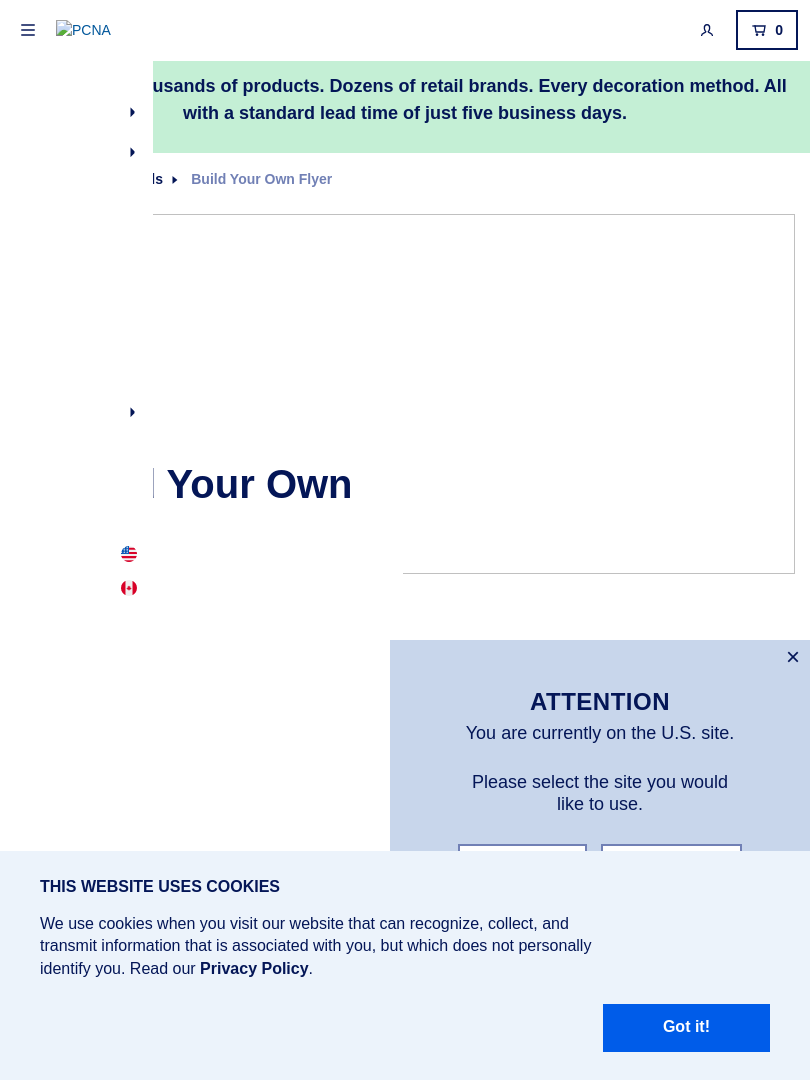 PCNA
0
of products. Dozens of retail brands. Every decoration method. All
with a standard lead time of just five business days.
Build Your Own Flyer
Your Own
ATTENTION
You are currently on the U.S. site.
Please select the site you would
like to use.
THIS WEBSITE USES COOKIES
We use cookies when you visit our website that can recognize, collect, and
transmit information that is associated with you, but which does not personally
identify you. Read our Privacy Policy.
Got it!